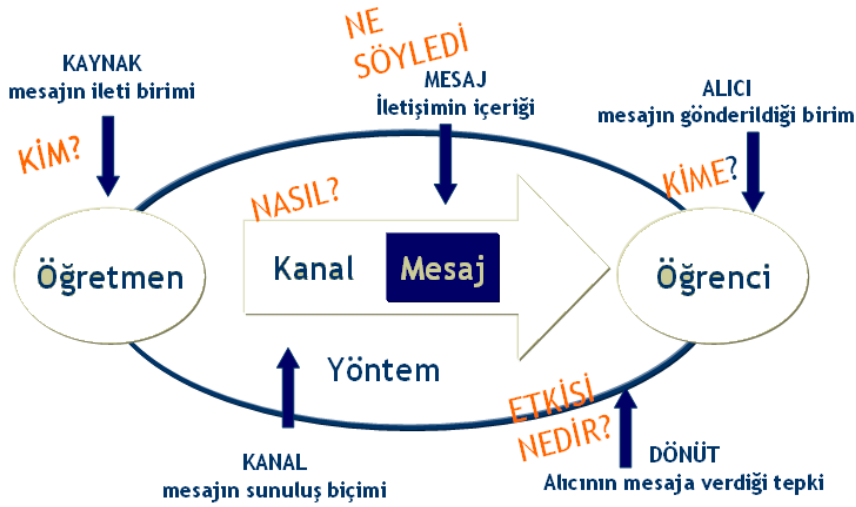 NE
SÖYLEDİ
KAYNAK
mesajın ileti birimi
MESAJ
İletişimin içeriği
ALICI
mesajın gönderildiği birim
KİM?
NASIL?
KİME?
Öğretmen
Kanal
Mesaj
Öğrenci
Yöntem
ETKİSİ
NEDİR?
KANAL
mesajın sunuluş biçimi
DÖNÜT
Alıcının mesaja verdiği tepki